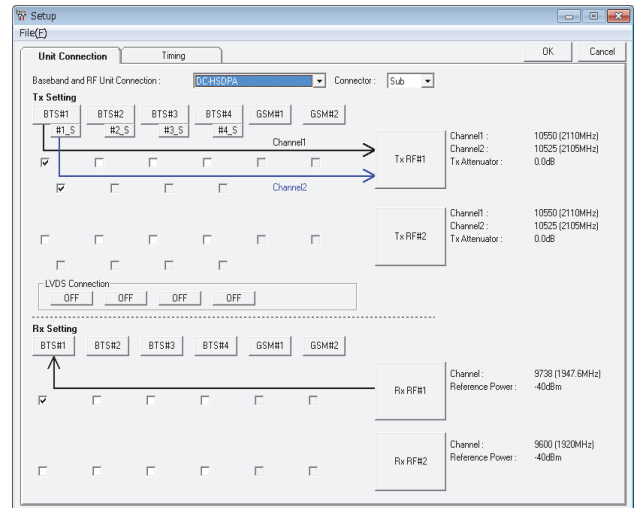 Setup
File(F)
Unit Connection Timing OK Cancel
Baseband and RF Unit Connection : DC-HSDPA Connector : Sub
Tx Setting
BTS#1 BTS#2 BTS#3 BTS#4 GSM#1 GSM#2
#1_S #2_S #3_S #4_S
Channel1
Channel2
Tx RF#1
Channel1 : 10550 (2110MHz)
Channel2 : 10525 (2105MHz)
Tx Attenuator : 0.0dB
Tx RF#2
Channel1 : 10550 (2110MHz)
Channel2 : 10525 (2105MHz)
Tx Attenuator : 0.0dB
LVDS Connection
OFF OFF OFF OFF
Rx Setting
BTS#1 BTS#2 BTS#3 BTS#4 GSM#1 GSM#2
Rx RF#1
Channel : 9738 (1947.6MHz)
Reference Power : -40dBm
Rx RF#2
Channel : 9600 (1920MHz)
Reference Power : -40dBm